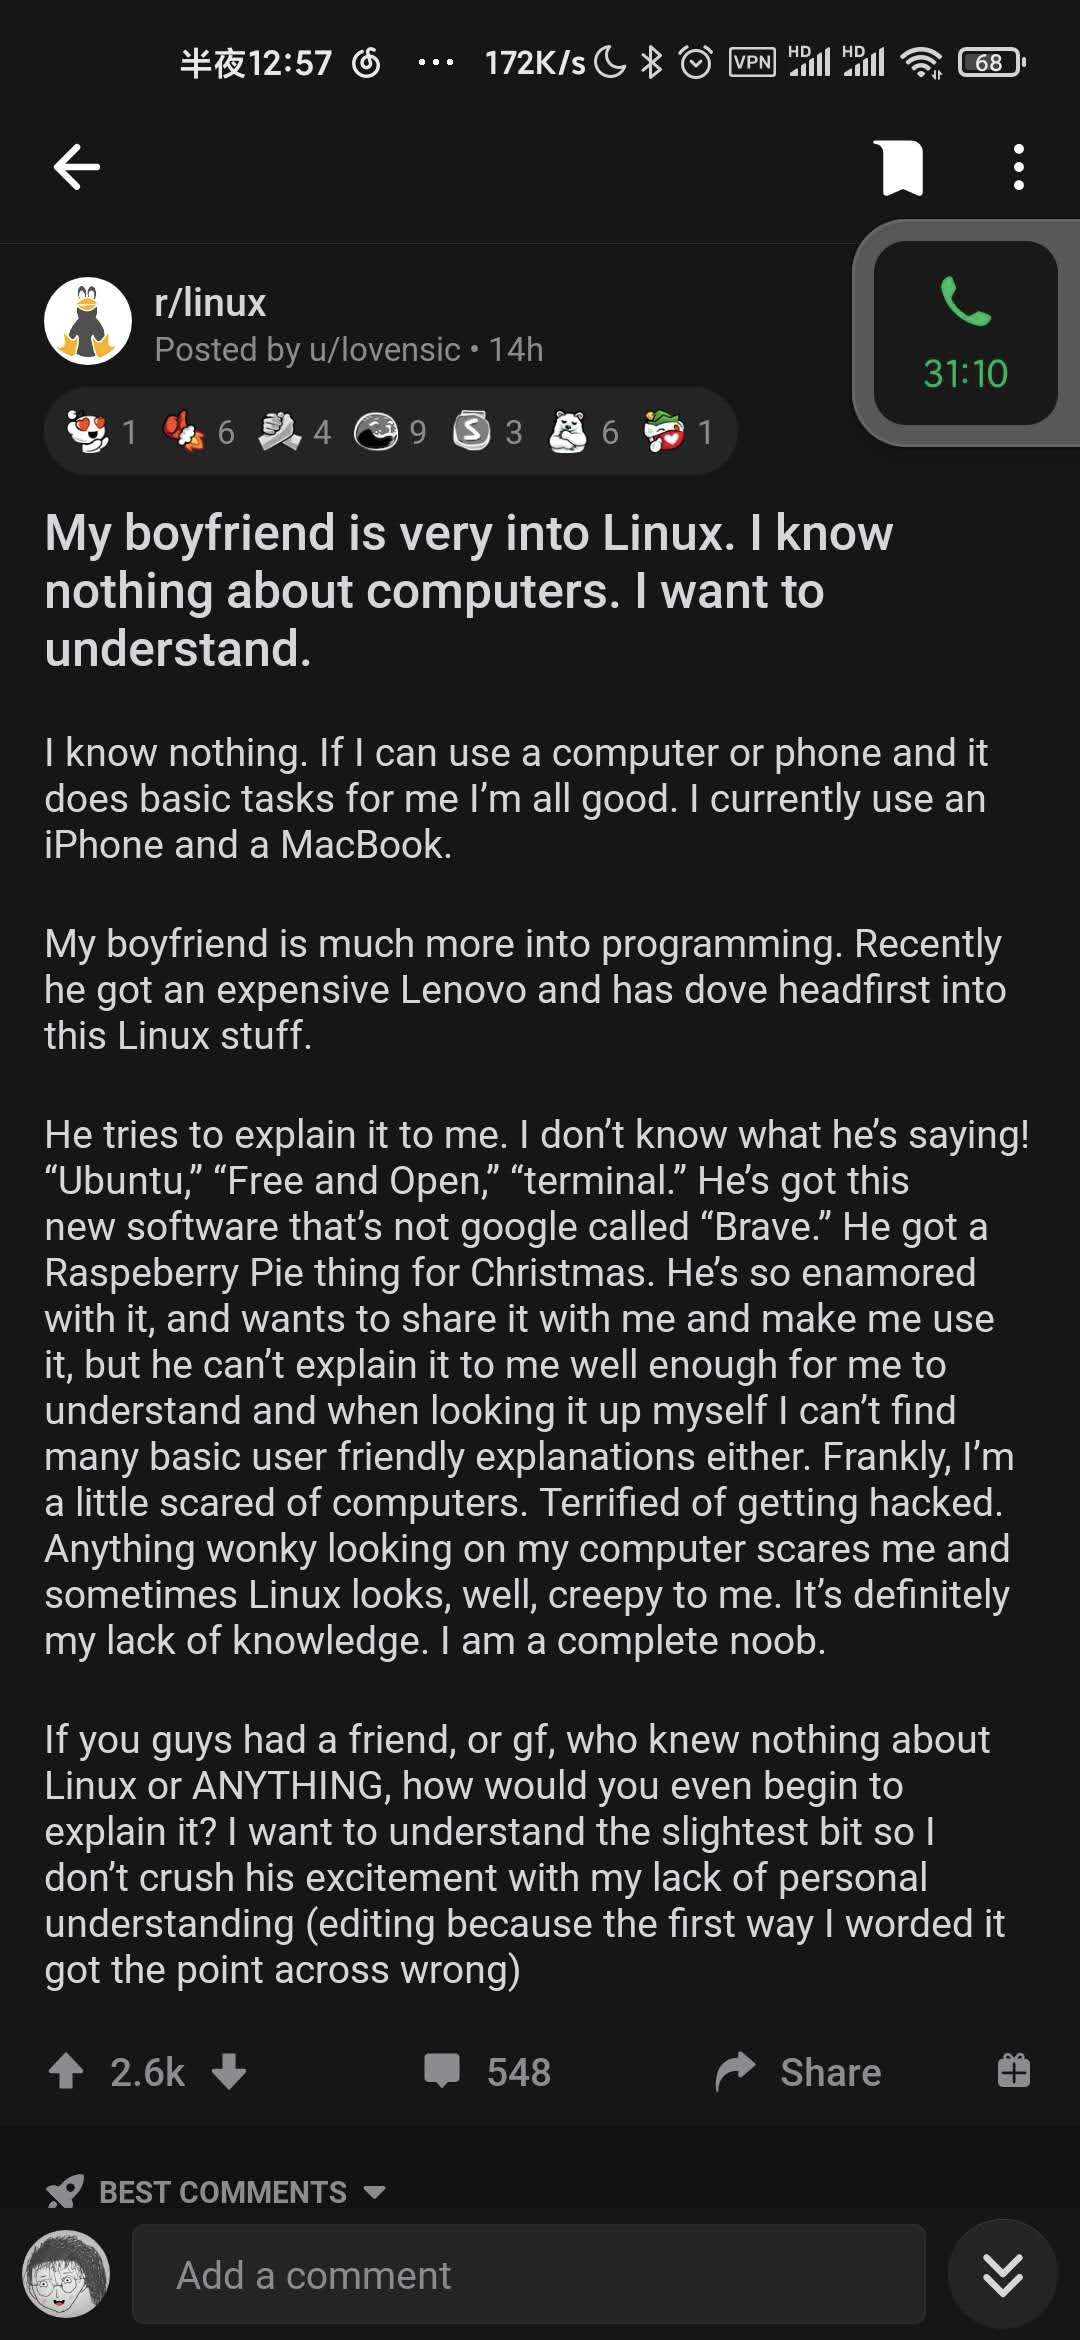 半夜12:57 ... 172K/s VPN HD HD 68
r/linux
Posted by u/lovensic • 14h
31:10
1 6 4 9 S 3 6 1
My boyfriend is very into Linux. I know
nothing about computers. I want to
understand.
I know nothing. If I can use a computer or phone and it
does basic tasks for me I’m all good. I currently use an
iPhone and a MacBook.
My boyfriend is much more into programming. Recently
he got an expensive Lenovo and has dove headfirst into
this Linux stuff.
He tries to explain it to me. I don’t know what he’s saying!
“Ubuntu,” “Free and Open,” “terminal.” He’s got this
new software that’s not google called “Brave.” He got a
Raspeberry Pie thing for Christmas. He’s so enamored
with it, and wants to share it with me and make me use
it, but he can’t explain it to me well enough for me to
understand and when looking it up myself I can’t find
many basic user friendly explanations either. Frankly, I’m
a little scared of computers. Terrified of getting hacked.
Anything wonky looking on my computer scares me and
sometimes Linux looks, well, creepy to me. It’s definitely
my lack of knowledge. I am a complete noob.
If you guys had a friend, or gf, who knew nothing about
Linux or ANYTHING, how would you even begin to
explain it? I want to understand the slightest bit so I
don’t crush his excitement with my lack of personal
understanding (editing because the first way I worded it
got the point across wrong)
2.6k 548 Share
BEST COMMENTS
Add a comment